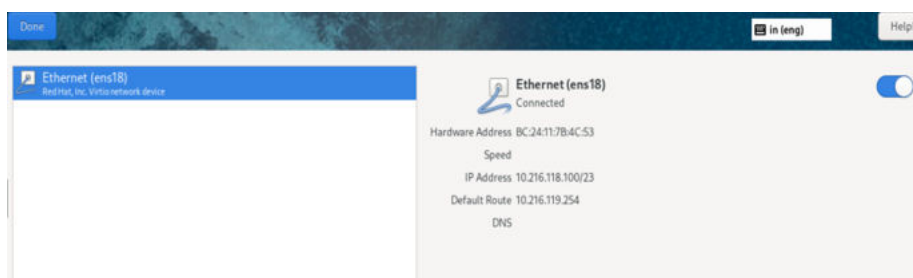 Done
in (eng)
Help
Ethernet (ens18)
Red Hat, Inc. Virtio network device
Ethernet (ens18)
Connected
Hardware Address BC:24:11:7B:4C:53
Speed
IP Address 10.216.118.100/23
Default Route 10.216.119.254
DNS